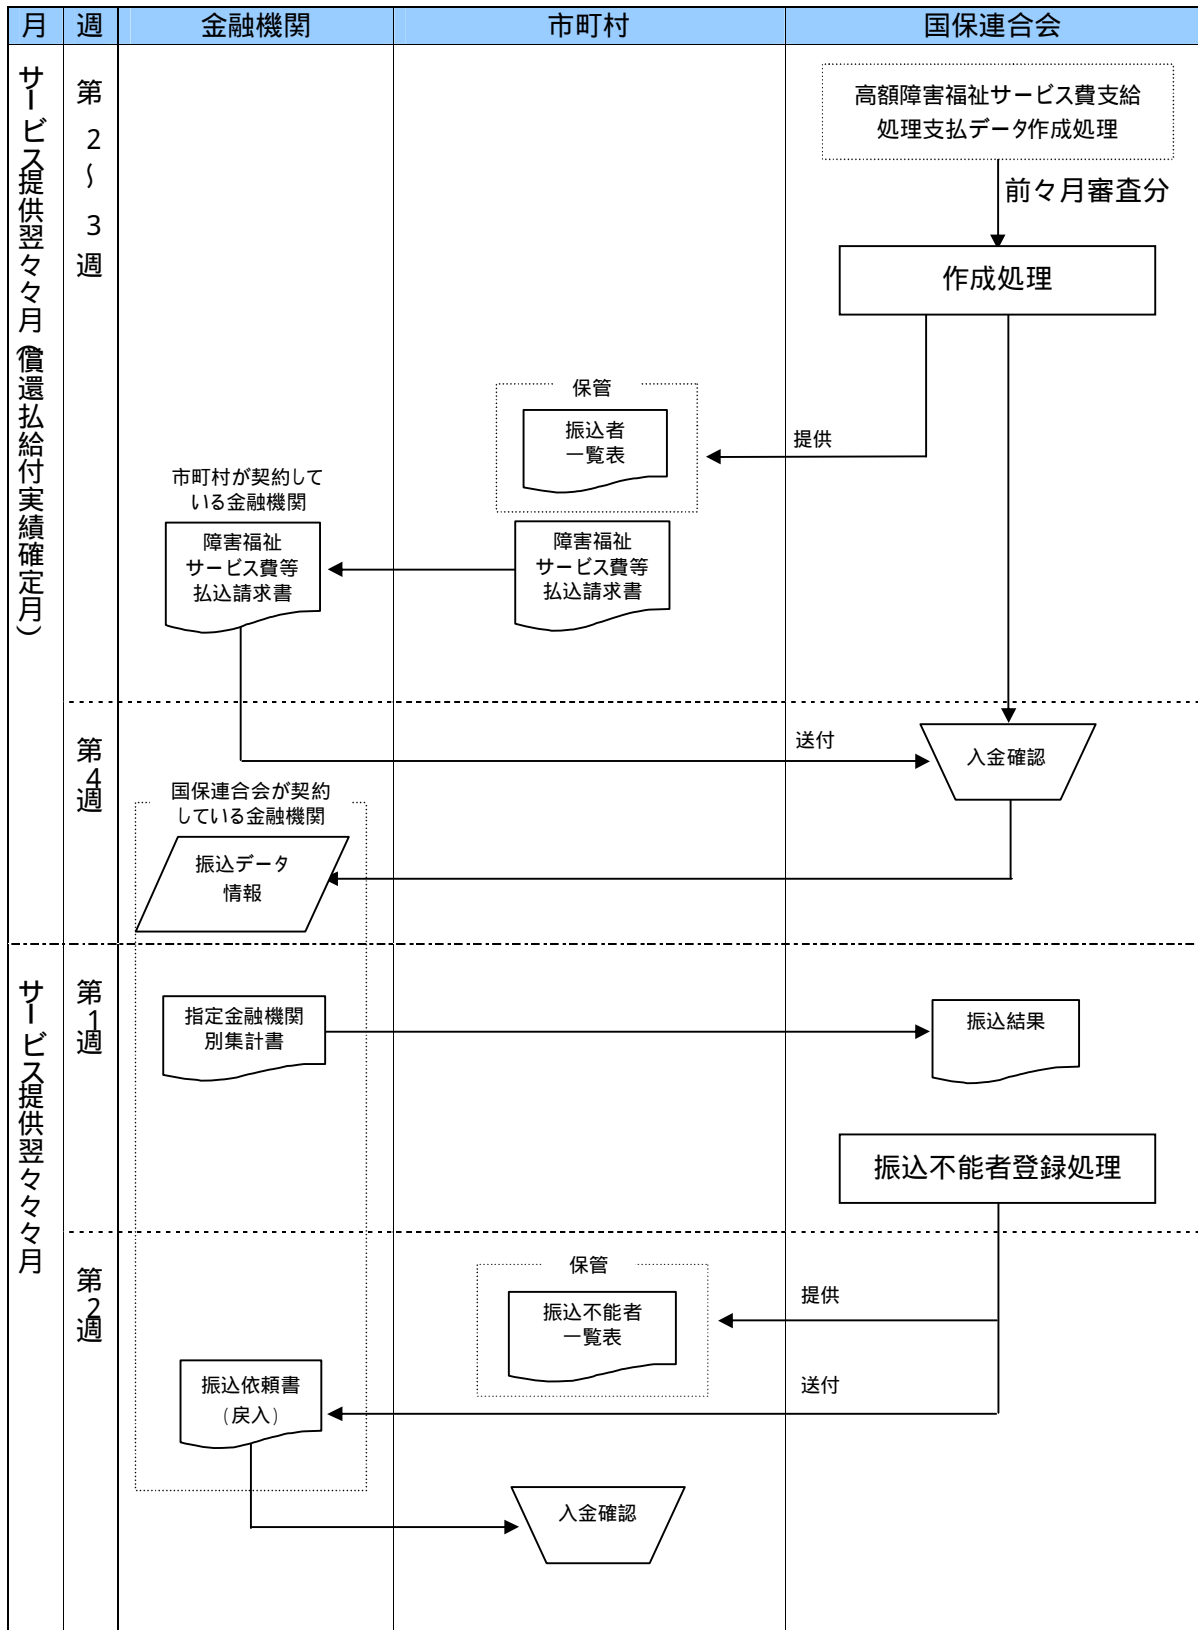 月 週 金融機関 市町村 国保連合会
サービス提供翌々月（償還払給付実績確定月）
第2～3週
高額障害福祉サービス費支給
処理支払データ作成処理
前々月審査分
作成処理
保管
振込者
一覧表
提供
市町村が契約して
いる金融機関
障害福祉
サービス費等
払込請求書
障害福祉
サービス費等
払込請求書
第4週
送付
入金確認
国保連合会が契約
している金融機関
振込データ
情報
サービス提供翌々々月
第1週
指定金融機関
別集計書
振込結果
振込不能者登録処理
第2週
保管
振込不能者
一覧表
提供
送付
振込依頼書
（戻入）
入金確認